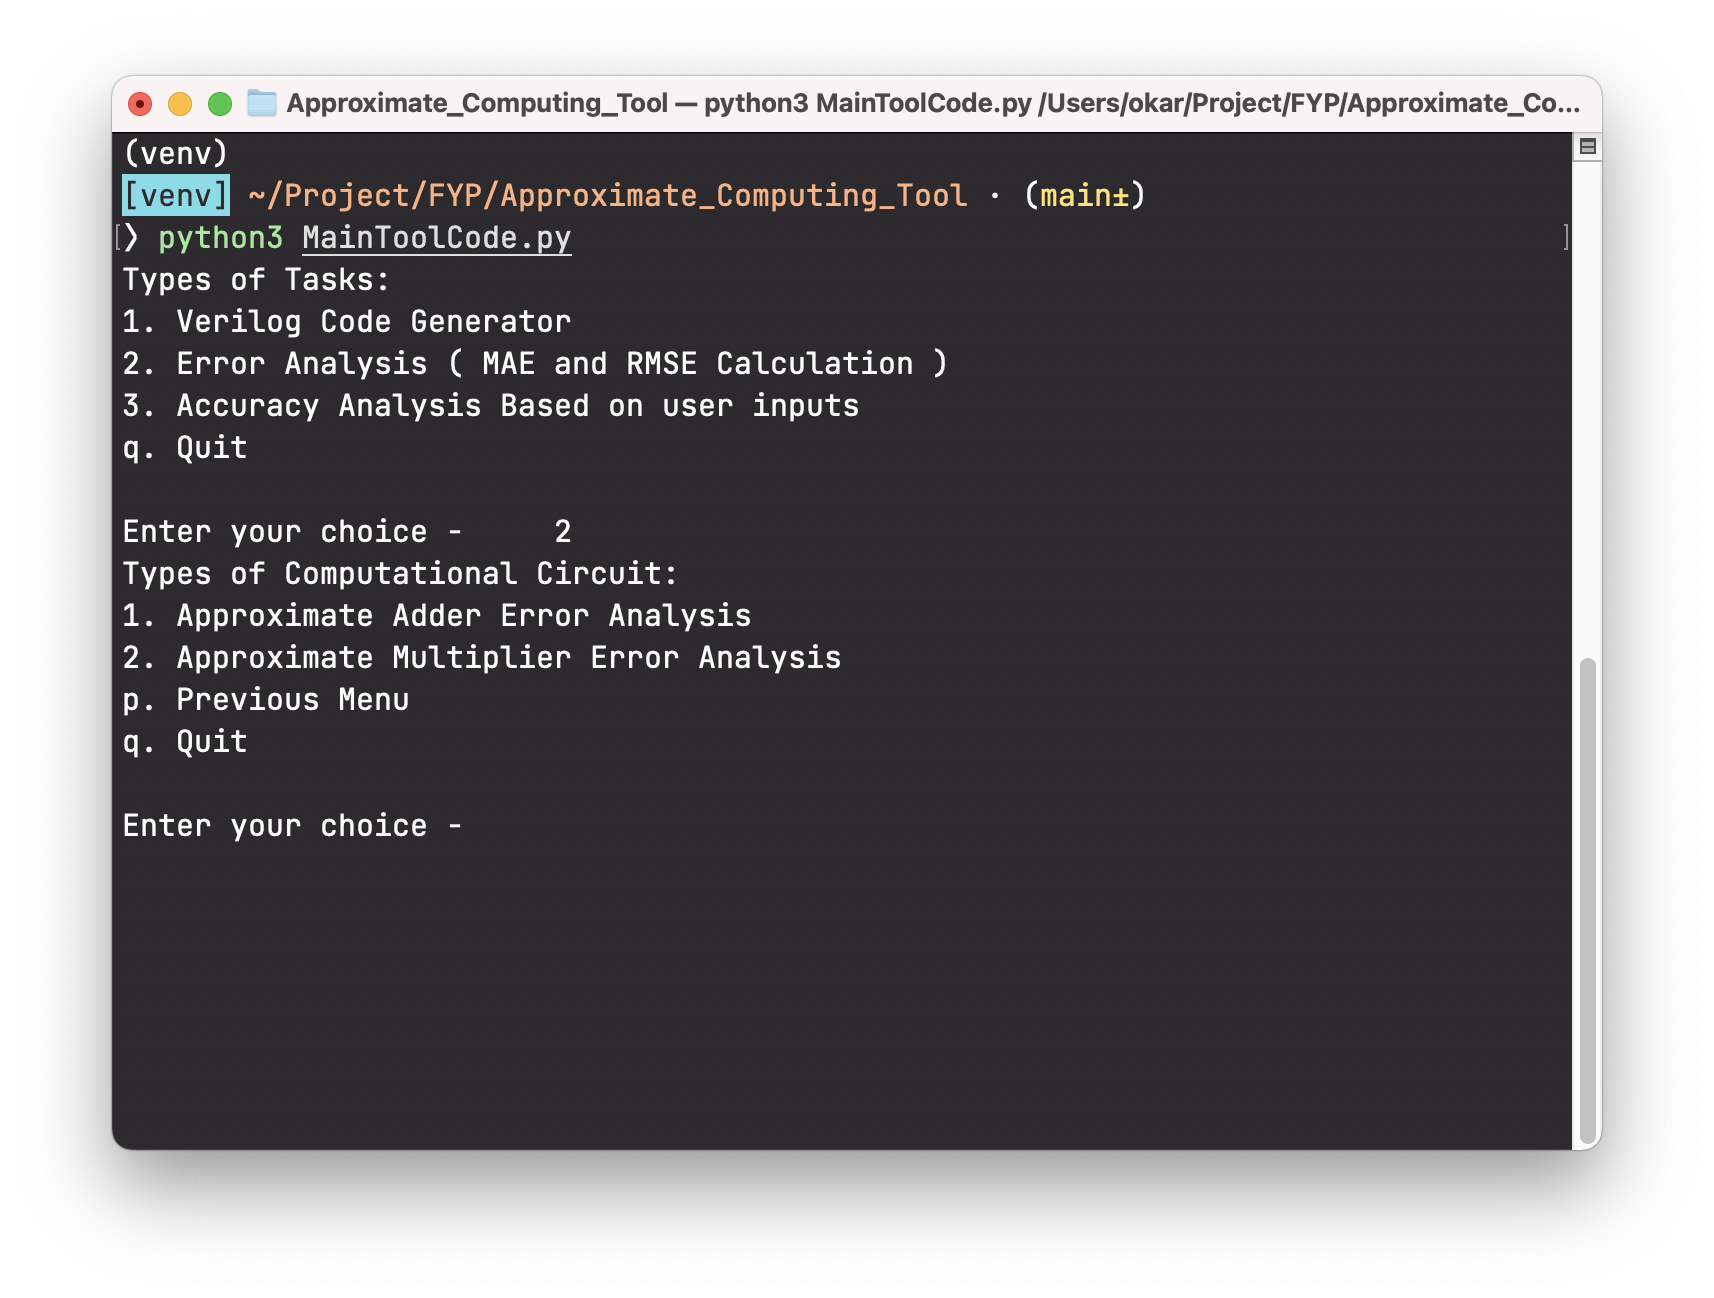 Approximate_Computing_Tool — python3 MainToolCode.py /Users/okar/Project/FYP/Approximate_Co...
(venv)
[venv] ~/Project/FYP/Approximate_Computing_Tool · (main±)
[❯ python3 MainToolCode.py ]
Types of Tasks:
1. Verilog Code Generator
2. Error Analysis ( MAE and RMSE Calculation )
3. Accuracy Analysis Based on user inputs
q. Quit
Enter your choice -     2
Types of Computational Circuit:
1. Approximate Adder Error Analysis
2. Approximate Multiplier Error Analysis
p. Previous Menu
q. Quit
Enter your choice -